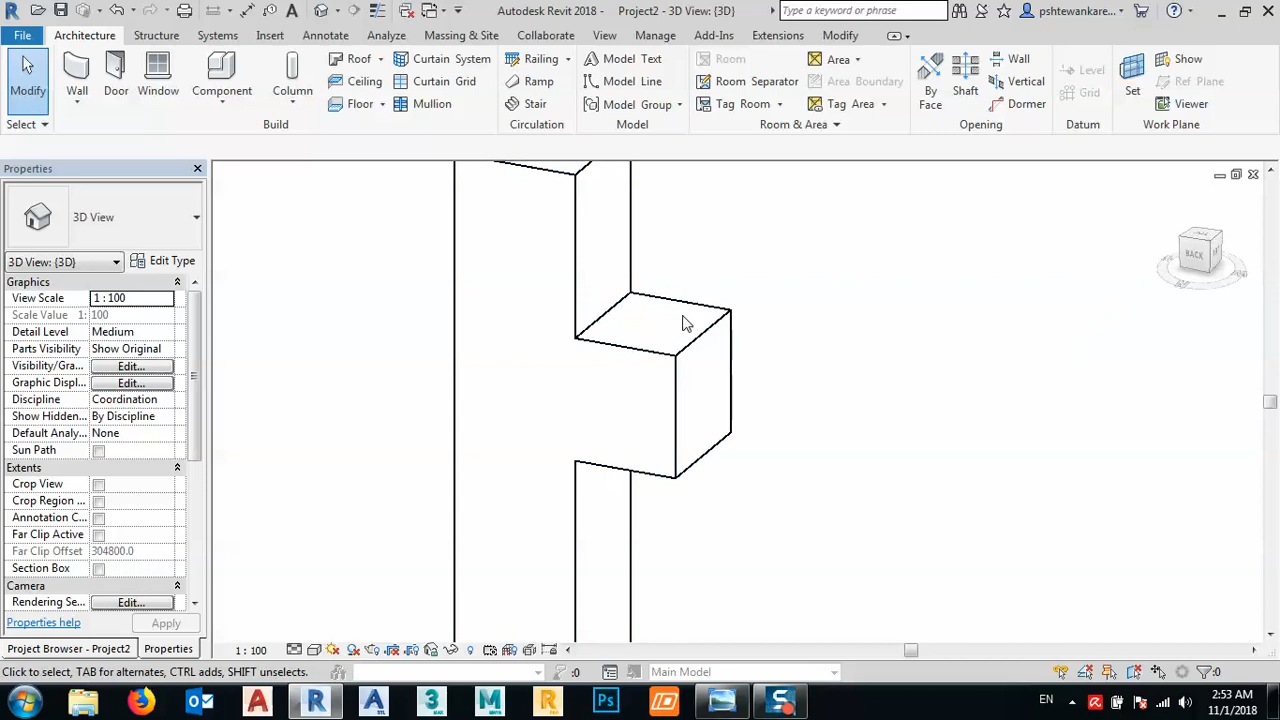 Autodesk Revit 2018 - Project2 - 3D View: {3D}
Type a keyword or phrase
pshtewankare...
File Architecture Structure Systems Insert Annotate Analyze Massing & Site Collaborate View Manage Add-Ins Extensions Modify
Modify
Wall
Door
Window
Component
Column
Roof
Ceiling
Floor
Curtain System
Curtain Grid
Mullion
Railing
Ramp
Stair
Model Text
Model Line
Model Group
Room
Room Separator
Tag Room
Area
Area Boundary
Tag Area
By
Face
Shaft
Wall
Vertical
Dormer
Level
Grid
Set
Show
Ref Plane
Viewer
Select Build Circulation Model Room & Area Opening Datum Work Plane
Properties
3D View
3D View: {3D} Edit Type
Graphics
View Scale 1 : 100
Scale Value 1: 100
Detail Level Medium
Parts Visibility Show Original
Visibility/Gra... Edit...
Graphic Displ... Edit...
Discipline Coordination
Show Hidden... By Discipline
Default Analy... None
Sun Path
Extents
Crop View
Crop Region ...
Annotation C...
Far Clip Active
Far Clip Offset 304800.0
Section Box
Camera
Rendering Se... Edit...
Properties help Apply
Project Browser - Project2 Properties
BACK
1 : 100
Click to select, TAB for alternates, CTRL adds, SHIFT unselects.
:0
Main Model
:0
EN
2:53 AM
11/1/2018